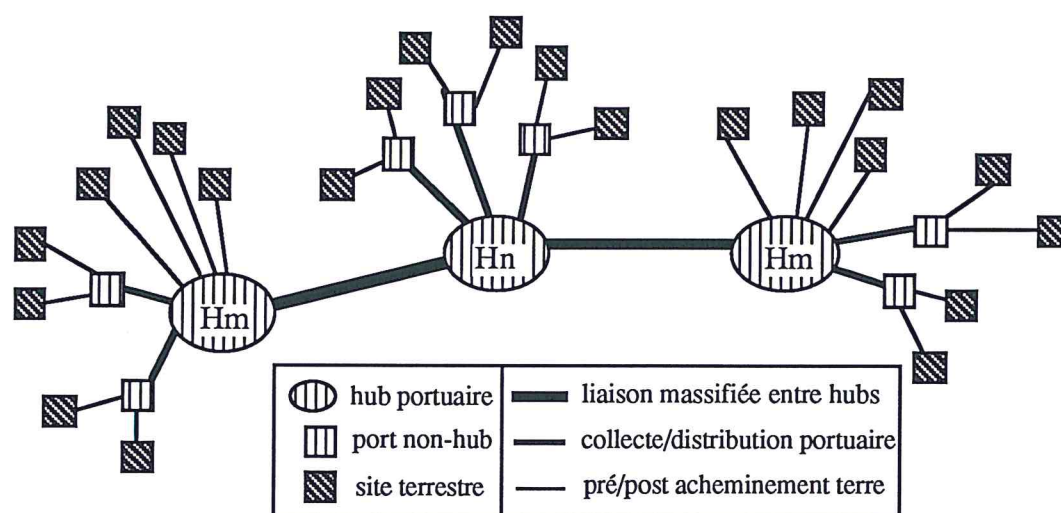 Hn
Hm
Hm
hub portuaire
liaison massifiée entre hubs
port non-hub
collecte/distribution portuaire
site terrestre
pré/post acheminement terre